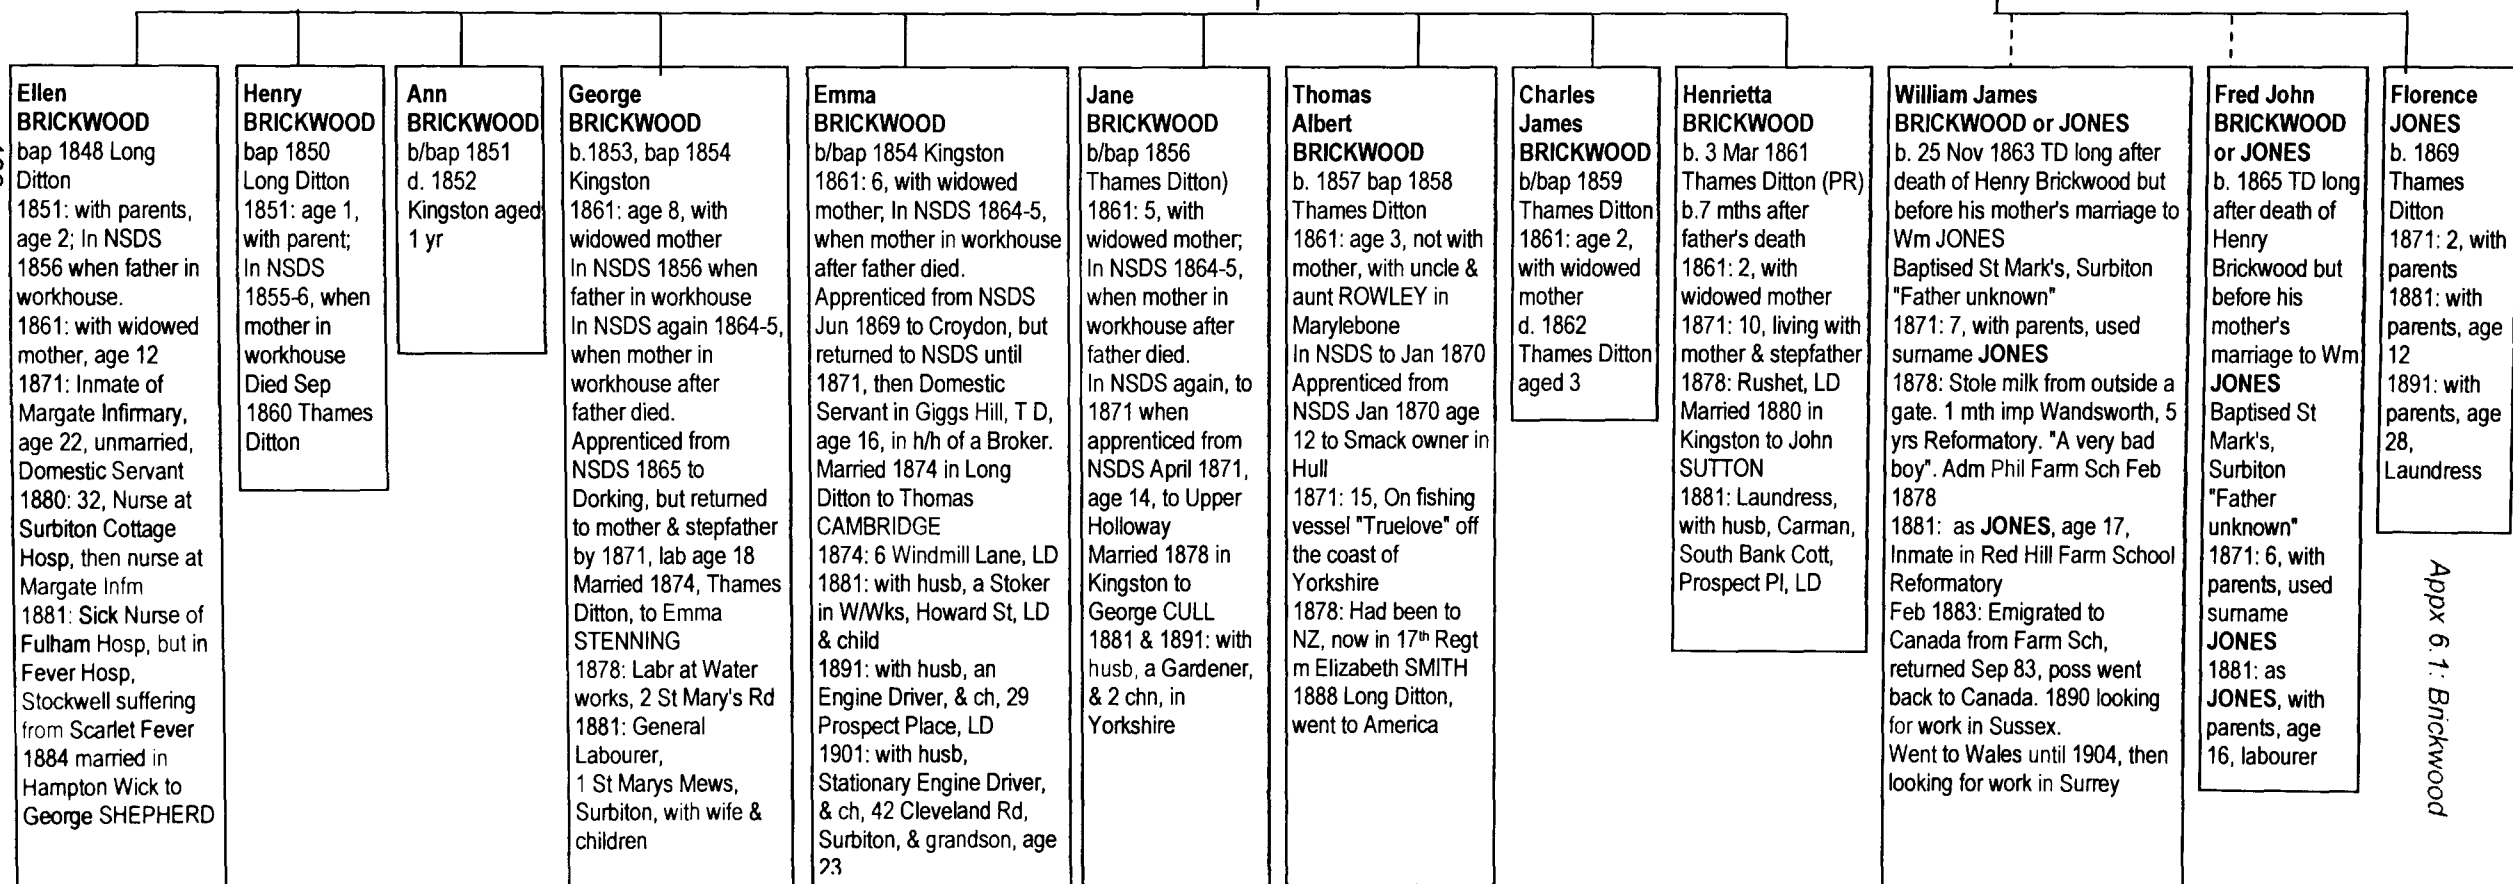 Ellen
BRICKWOOD
bap 1848 Long
Ditton
1851: with parents,
age 2; In NSDS
1856 when father in
workhouse.
1861: with widowed
mother, age 12
1871: Inmate of
Margate Infirmary,
age 22, unmarried,
Domestic Servant
1880: 32, Nurse at
Surbiton Cottage
Hosp, then nurse at
Margate Infm
1881: Sick Nurse of
Fulham Hosp, but in
Fever Hosp,
Stockwell suffering
from Scarlet Fever
1884 married in
Hampton Wick to
George SHEPHERD
Henry
BRICKWOOD
bap 1850
Long Ditton
1851: age 1,
with parent;
In NSDS
1855-6, when
mother in
workhouse
Died Sep
1860 Thames
Ditton
Ann
BRICKWOOD
b/bap 1851
d. 1852
Kingston aged
1 yr
George
BRICKWOOD
b.1853, bap 1854
Kingston
1861: age 8, with
widowed mother
In NSDS 1856 when
father in workhouse
In NSDS again 1864-5,
when mother in
workhouse after
father died.
Apprenticed from
NSDS 1865 to
Dorking, but returned
to mother & stepfather
by 1871, lab age 18
Married 1874, Thames
Ditton, to Emma
STENNING
1878: Labr at Water
works, 2 St Mary's Rd
1881: General
Labourer,
1 St Marys Mews,
Surbiton, with wife &
children
Emma
BRICKWOOD
b/bap 1854 Kingston
1861: 6, with widowed
mother; In NSDS 1864-5,
when mother in workhouse
after father died.
Apprenticed from NSDS
Jun 1869 to Croydon, but
returned to NSDS until
1871, then Domestic
Servant in Giggs Hill, T D,
age 16, in h/h of a Broker.
Married 1874 in Long
Ditton to Thomas
CAMBRIDGE
1874: 6 Windmill Lane, LD
1881: with husb, a Stoker
in W/Wks, Howard St, LD
& child
1891: with husb, an
Engine Driver, & ch, 29
Prospect Place, LD
1901: with husb,
Stationary Engine Driver,
& ch, 42 Cleveland Rd,
Surbiton, & grandson, age
23
Jane
BRICKWOOD
b/bap 1856
Thames Ditton)
1861: 5, with
widowed mother;
In NSDS 1864-5,
when mother in
workhouse after
father died.
In NSDS again, to
1871 when
apprenticed from
NSDS April 1871,
age 14, to Upper
Holloway
Married 1878 in
Kingston to
George CULL
1881 & 1891: with
husb, a Gardener,
& 2 chn, in
Yorkshire
Thomas
Albert
BRICKWOOD
b. 1857 bap 1858
Thames Ditton
1861: age 3, not with
mother, with uncle &
aunt ROWLEY in
Marylebone
In NSDS to Jan 1870
Apprenticed from
NSDS Jan 1870 age
12 to Smack owner in
Hull
1871: 15, On fishing
vessel "Truelove" off
the coast of
Yorkshire
1878: Had been to
NZ, now in 17th Regt
m Elizabeth SMITH
1888 Long Ditton,
went to America
Charles
James
BRICKWOOD
b/bap 1859
Thames Ditton
1861: age 2,
with widowed
mother
d. 1862
Thames Ditton
aged 3
Henrietta
BRICKWOOD
b. 3 Mar 1861
Thames Ditton (PR)
b.7 mths after
father's death
1861: 2, with
widowed mother
1871: 10, living with
mother & stepfather
1878: Rushet, LD
Married 1880 in
Kingston to John
SUTTON
1881: Laundress,
with husb, Carman,
South Bank Cott,
Prospect Pl, LD
William James
BRICKWOOD or JONES
b. 25 Nov 1863 TD long after
death of Henry Brickwood but
before his mother's marriage to
Wm JONES
Baptised St Mark's, Surbiton
"Father unknown"
1871: 7, with parents, used
surname JONES
1878: Stole milk from outside a
gate. 1 mth imp Wandsworth, 5
yrs Reformatory. "A very bad
boy". Adm Phil Farm Sch Feb
1878
1881: as JONES, age 17,
Inmate in Red Hill Farm School
Reformatory
Feb 1883: Emigrated to
Canada from Farm Sch,
returned Sep 83, poss went
back to Canada. 1890 looking
for work in Sussex.
Went to Wales until 1904, then
looking for work in Surrey
Fred John
BRICKWOOD
or JONES
b. 1865 TD long
after death of
Henry
Brickwood but
before his
mother's
marriage to Wm
JONES
Baptised St
Mark's,
Surbiton
"Father
unknown"
1871: 6, with
parents, used
surname
JONES
1881: as
JONES, with
parents, age
16, labourer
Florence
JONES
b. 1869
Thames
Ditton
1871: 2, with
parents
1881: with
parents, age
12
1891: with
parents, age
28,
Laundress
Appx 6.1: Brickwood